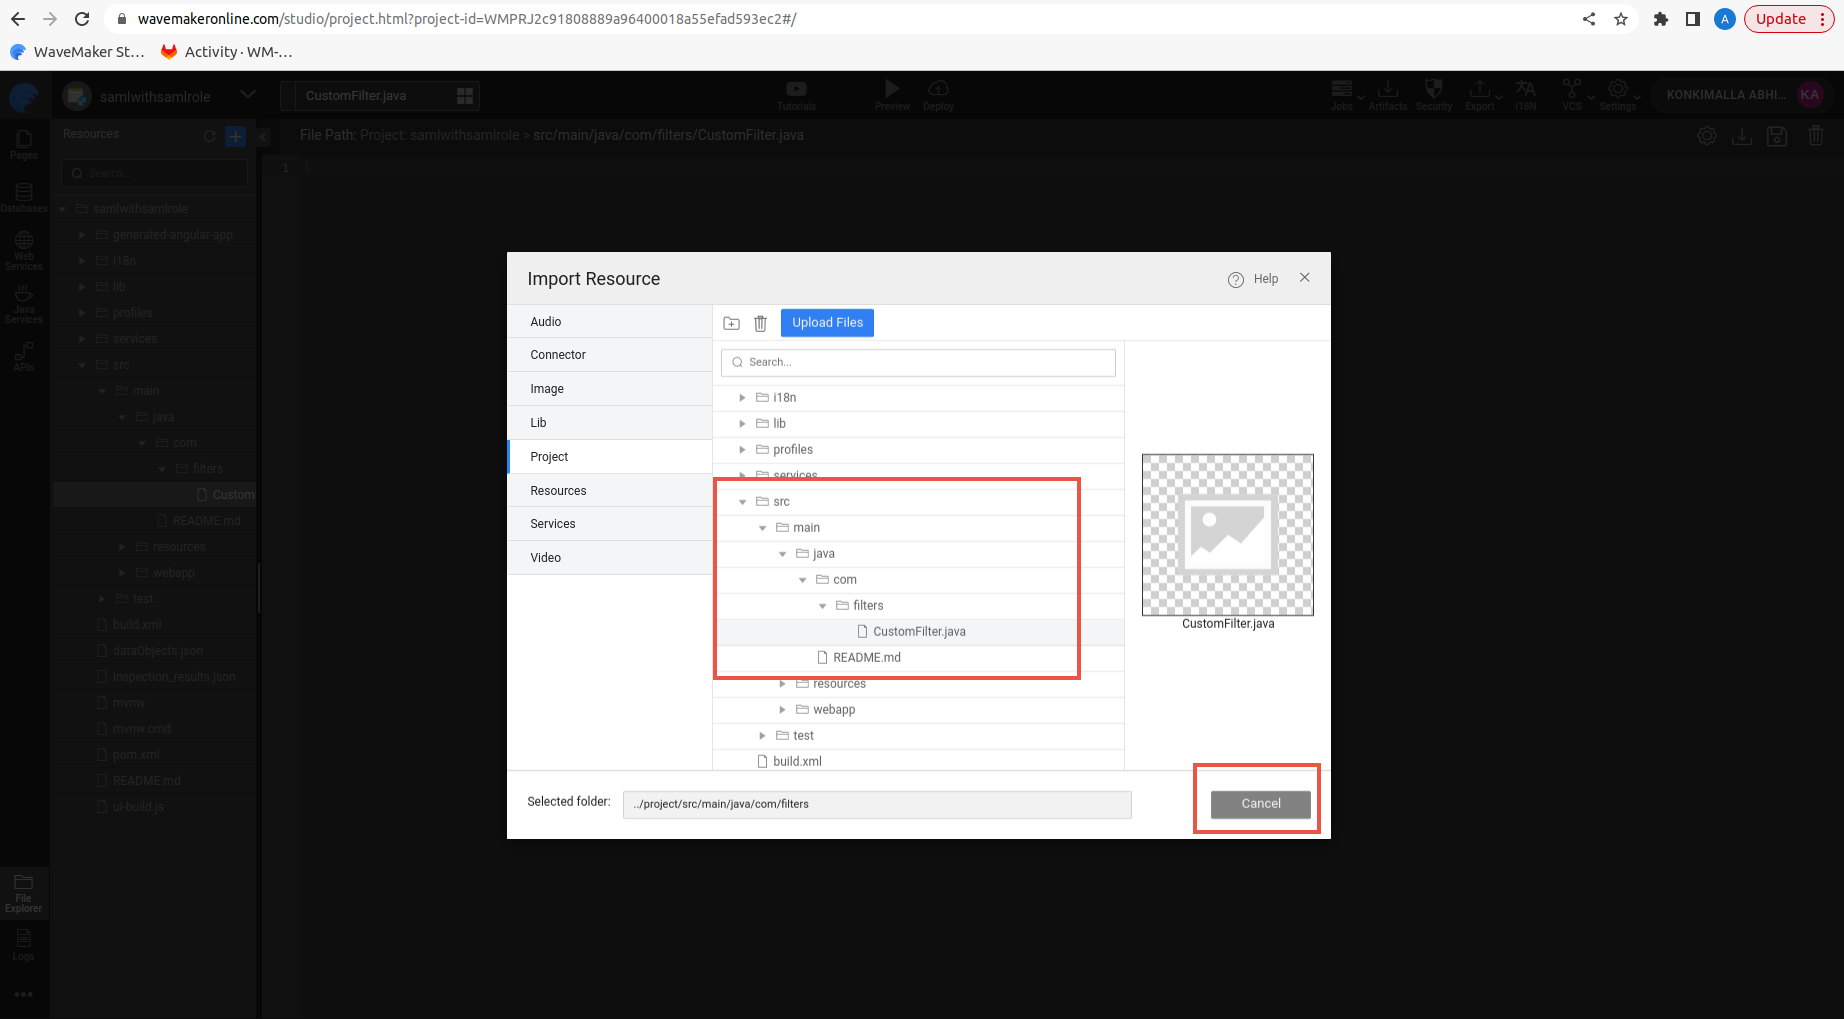 wavemakeronline.com/studio/project.html?project-id=WMPRJ2c91808889a96400018a55efad593ec2#/
A
Update
WaveMaker St...
Activity · WM-...
samlwithsamlrole
CustomFilter.java
Tutorials
Preview
Deploy
Jobs
Artifacts
Security
Export
I18N
VCS
Settings
KONKIMALLA ABHI...
KA
Pages
Databases
Web
Services
Java
Services
APIs
File
Explorer
Logs
Resources
Search...
samlwithsamlrole
generated-angular-app
i18n
lib
profiles
services
src
main
java
com
filters
Custom
README.md
resources
webapp
test
build.xml
dataObjects.json
inspection_results.json
mvnw
mvnw.cmd
pom.xml
README.md
ui-build.js
File Path: Project: samlwithsamlrole > src/main/java/com/filters/CustomFilter.java
1
Import Resource
Help
Audio
Connector
Image
Lib
Project
Resources
Services
Video
Upload Files
Search...
i18n
lib
profiles
services
src
main
java
com
filters
CustomFilter.java
README.md
resources
webapp
test
build.xml
CustomFilter.java
Selected folder:
../project/src/main/java/com/filters
Cancel